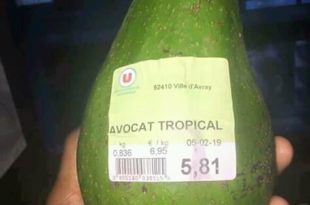 U
92410 Ville d'Avray
AVOCAT TROPICAL
kg € / kg 05-02-19
0,836 6,95
5,81